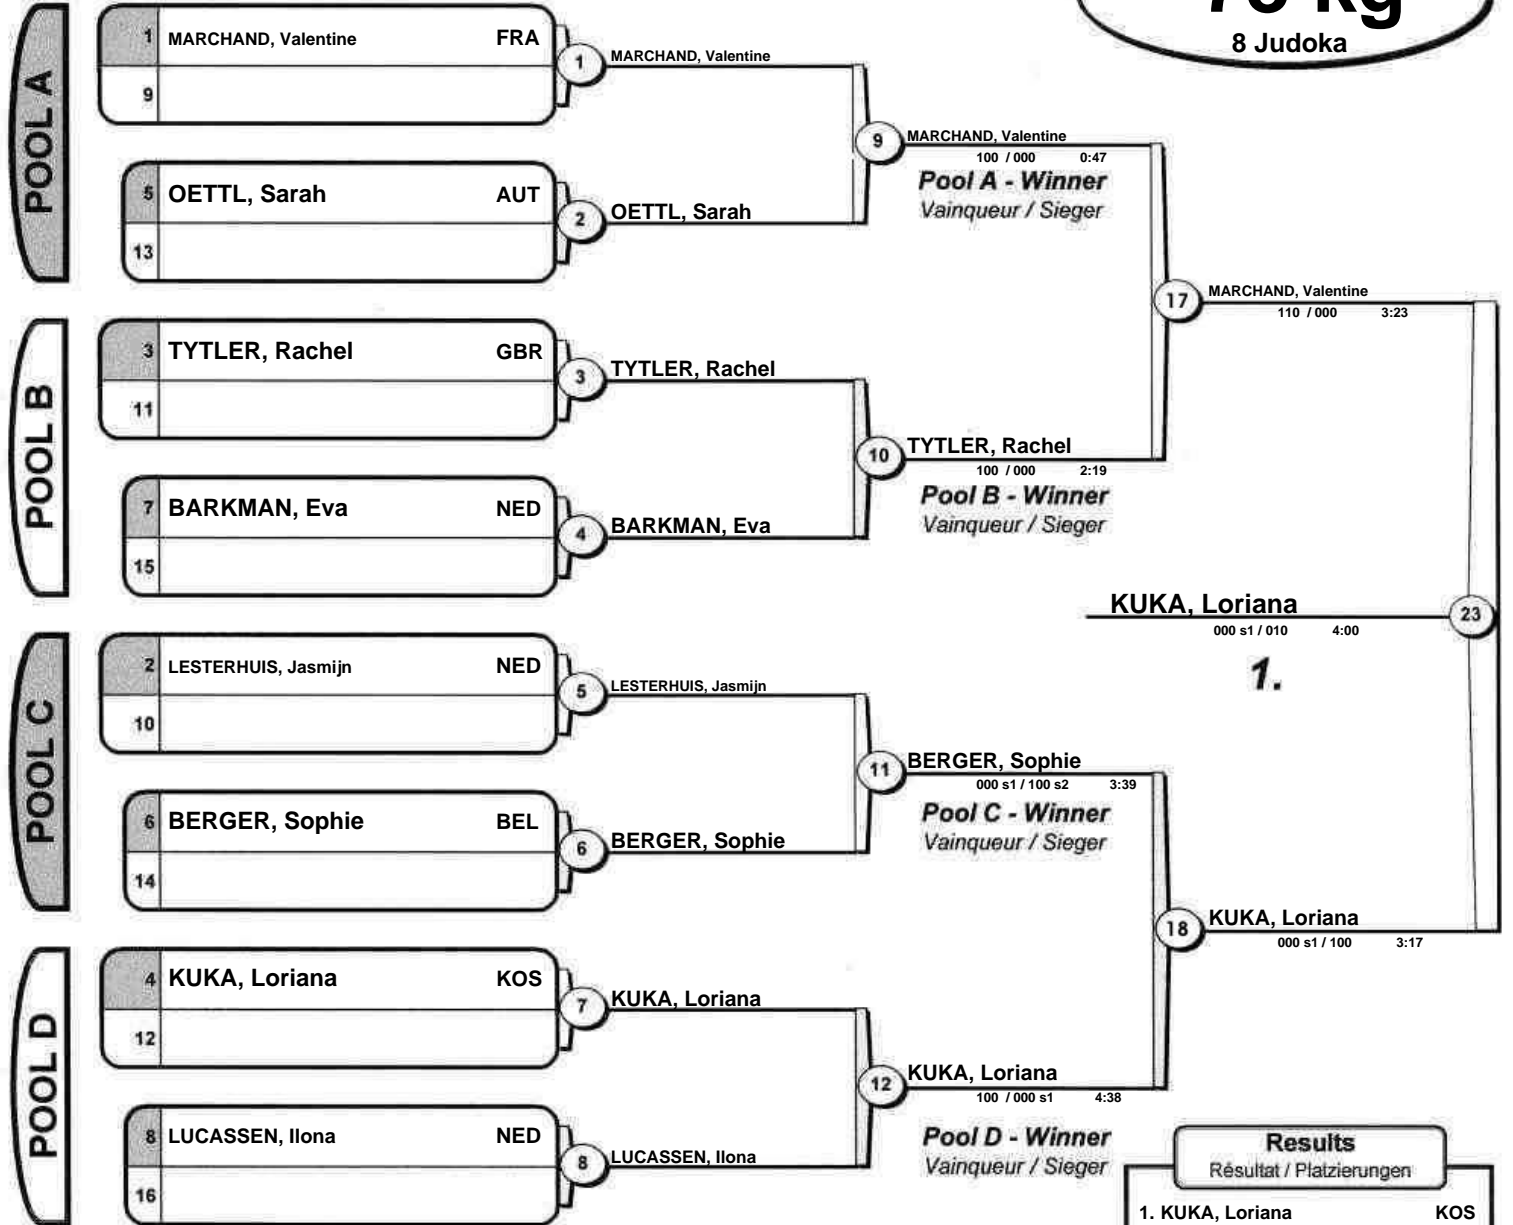 78 kg
8 Judoka
POOL A
1 MARCHAND, Valentine FRA
9
5 OETTL, Sarah AUT
13
1 MARCHAND, Valentine
2 OETTL, Sarah
9 MARCHAND, Valentine
100 / 000 0:47
Pool A - Winner
Vainqueur / Sieger
POOL B
3 TYTLER, Rachel GBR
11
7 BARKMAN, Eva NED
15
3 TYTLER, Rachel
4 BARKMAN, Eva
10 TYTLER, Rachel
100 / 000 2:19
Pool B - Winner
Vainqueur / Sieger
17 MARCHAND, Valentine
110 / 000 3:23
POOL C
2 LESTERHUIS, Jasmijn NED
10
6 BERGER, Sophie BEL
14
5 LESTERHUIS, Jasmijn
6 BERGER, Sophie
11 BERGER, Sophie
000 s1 / 100 s2 3:39
Pool C - Winner
Vainqueur / Sieger
POOL D
4 KUKA, Loriana KOS
12
8 LUCASSEN, Ilona NED
16
7 KUKA, Loriana
8 LUCASSEN, Ilona
12 KUKA, Loriana
100 / 000 s1 4:38
Pool D - Winner
Vainqueur / Sieger
18 KUKA, Loriana
000 s1 / 100 3:17
KUKA, Loriana 23
000 s1 / 010 4:00
1.
Results
Résultat / Platzierungen
1. KUKA, Loriana KOS